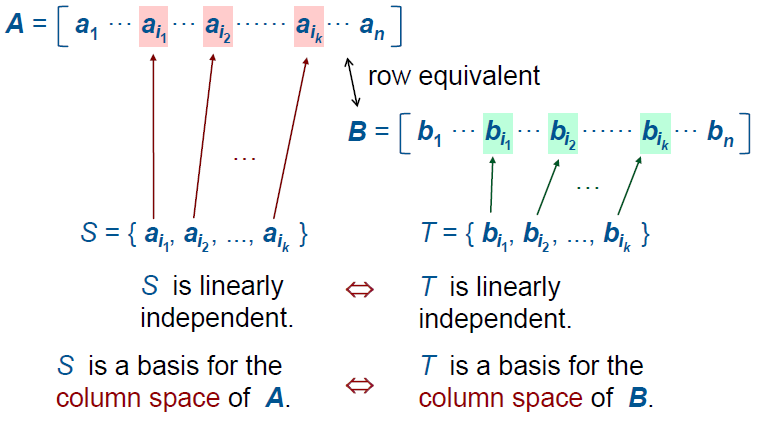 A = [ a₁ ⋯ aᵢ₁ ⋯ aᵢ₂ ⋯⋯ aᵢₖ ⋯ aₙ ]
row equivalent
B = [ b₁ ⋯ bᵢ₁ ⋯ bᵢ₂ ⋯⋯ bᵢₖ ⋯ bₙ ]
⋯
⋯
S = { aᵢ₁, aᵢ₂, ..., aᵢₖ } T = { bᵢ₁, bᵢ₂, ..., bᵢₖ }
S is linearly ⇔ T is linearly
independent. independent.
S is a basis for the ⇔ T is a basis for the
column space of A. column space of B.